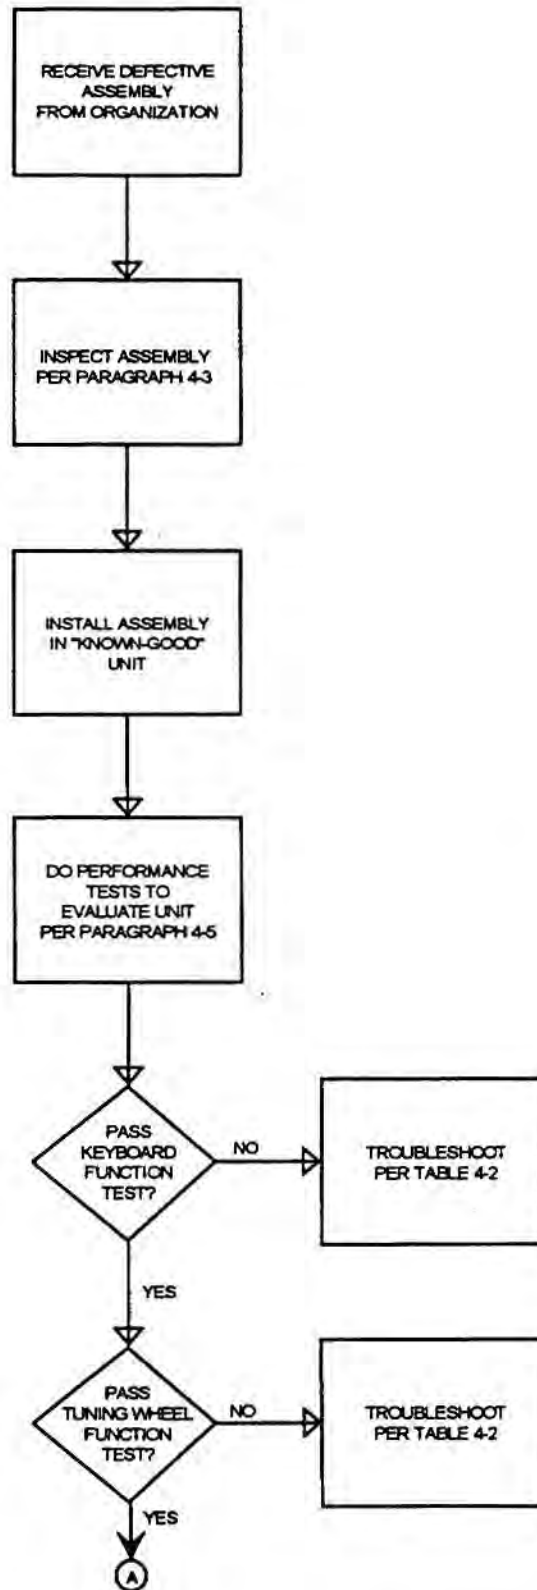 RECEIVE DEFECTIVE
ASSEMBLY
FROM ORGANIZATION
INSPECT ASSEMBLY
PER PARAGRAPH 4-3
INSTALL ASSEMBLY
IN "KNOWN-GOOD"
UNIT
DO PERFORMANCE
TESTS TO
EVALUATE UNIT
PER PARAGRAPH 4-5
PASS
KEYBOARD
FUNCTION
TEST?
NO
TROUBLESHOOT
PER TABLE 4-2
YES
PASS
TUNING WHEEL
FUNCTION
TEST?
NO
TROUBLESHOOT
PER TABLE 4-2
YES
A